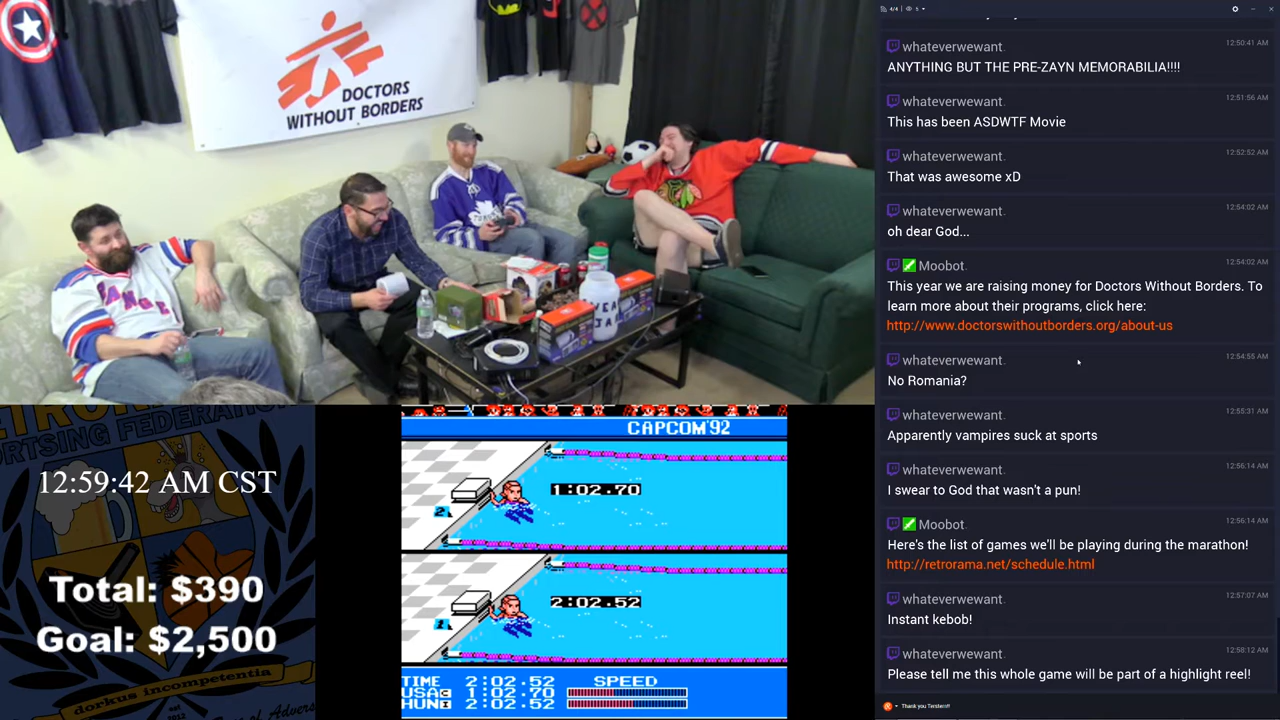 DOCTORS
WITHOUT BORDERS
SPORTSING FEDERATION
12:59:42 AM CST
Total: $390
Goal: $2,500
dorkus incompetentia
CAPCOM'92
1:02.70
2
2:02.52
1
TIME 2:02.52 SPEED
USA C 1:02.70
HUN I 2:02.52
4/4 5
whateverwewant. 12:50:41 AM
ANYTHING BUT THE PRE-ZAYN MEMORABILIA!!!!
whateverwewant. 12:51:56 AM
This has been ASDWTF Movie
whateverwewant. 12:52:52 AM
That was awesome xD
whateverwewant. 12:54:02 AM
oh dear God...
Moobot. 12:54:02 AM
This year we are raising money for Doctors Without Borders. To
learn more about their programs, click here:
http://www.doctorswithoutborders.org/about-us
whateverwewant. 12:54:55 AM
No Romania?
whateverwewant. 12:55:31 AM
Apparently vampires suck at sports
whateverwewant. 12:56:14 AM
I swear to God that wasn't a pun!
Moobot. 12:56:14 AM
Here's the list of games we'll be playing during the marathon!
http://retrorama.net/schedule.html
whateverwewant. 12:57:07 AM
Instant kebob!
whateverwewant. 12:58:12 AM
Please tell me this whole game will be part of a highlight reel!